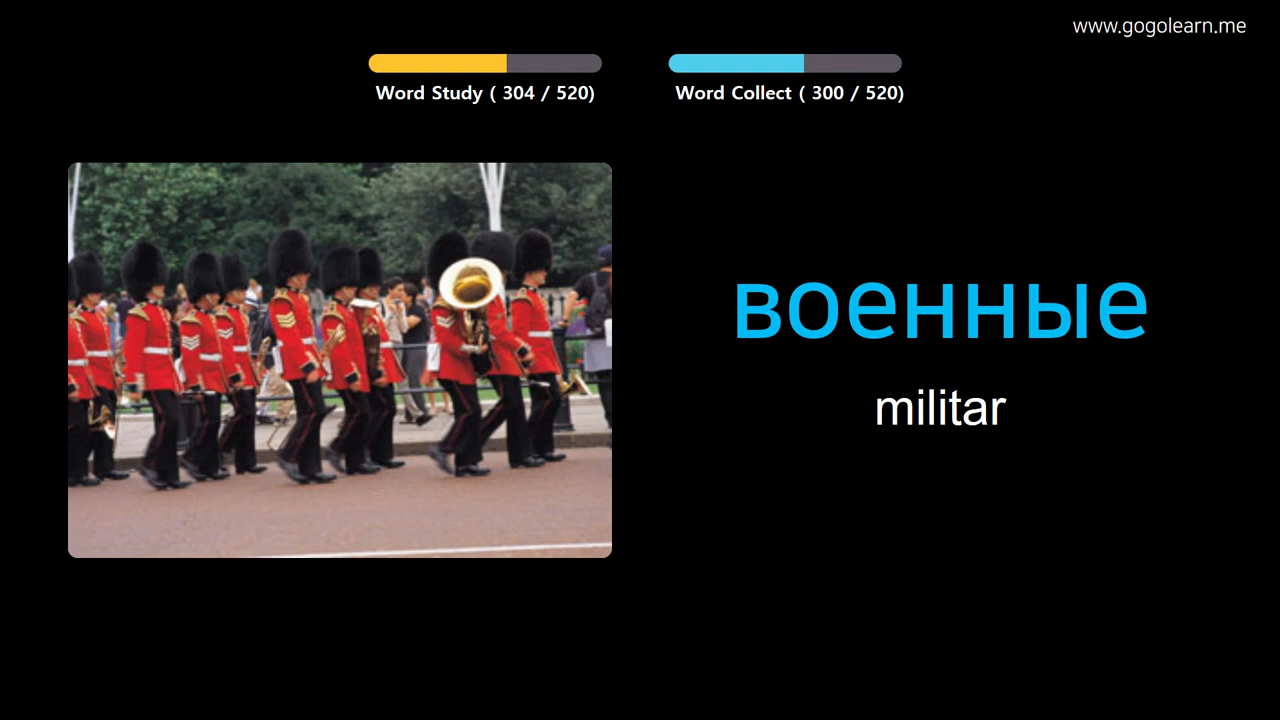 www.gogolearn.me
Word Study ( 304 / 520)
Word Collect ( 300 / 520)
военные
militar